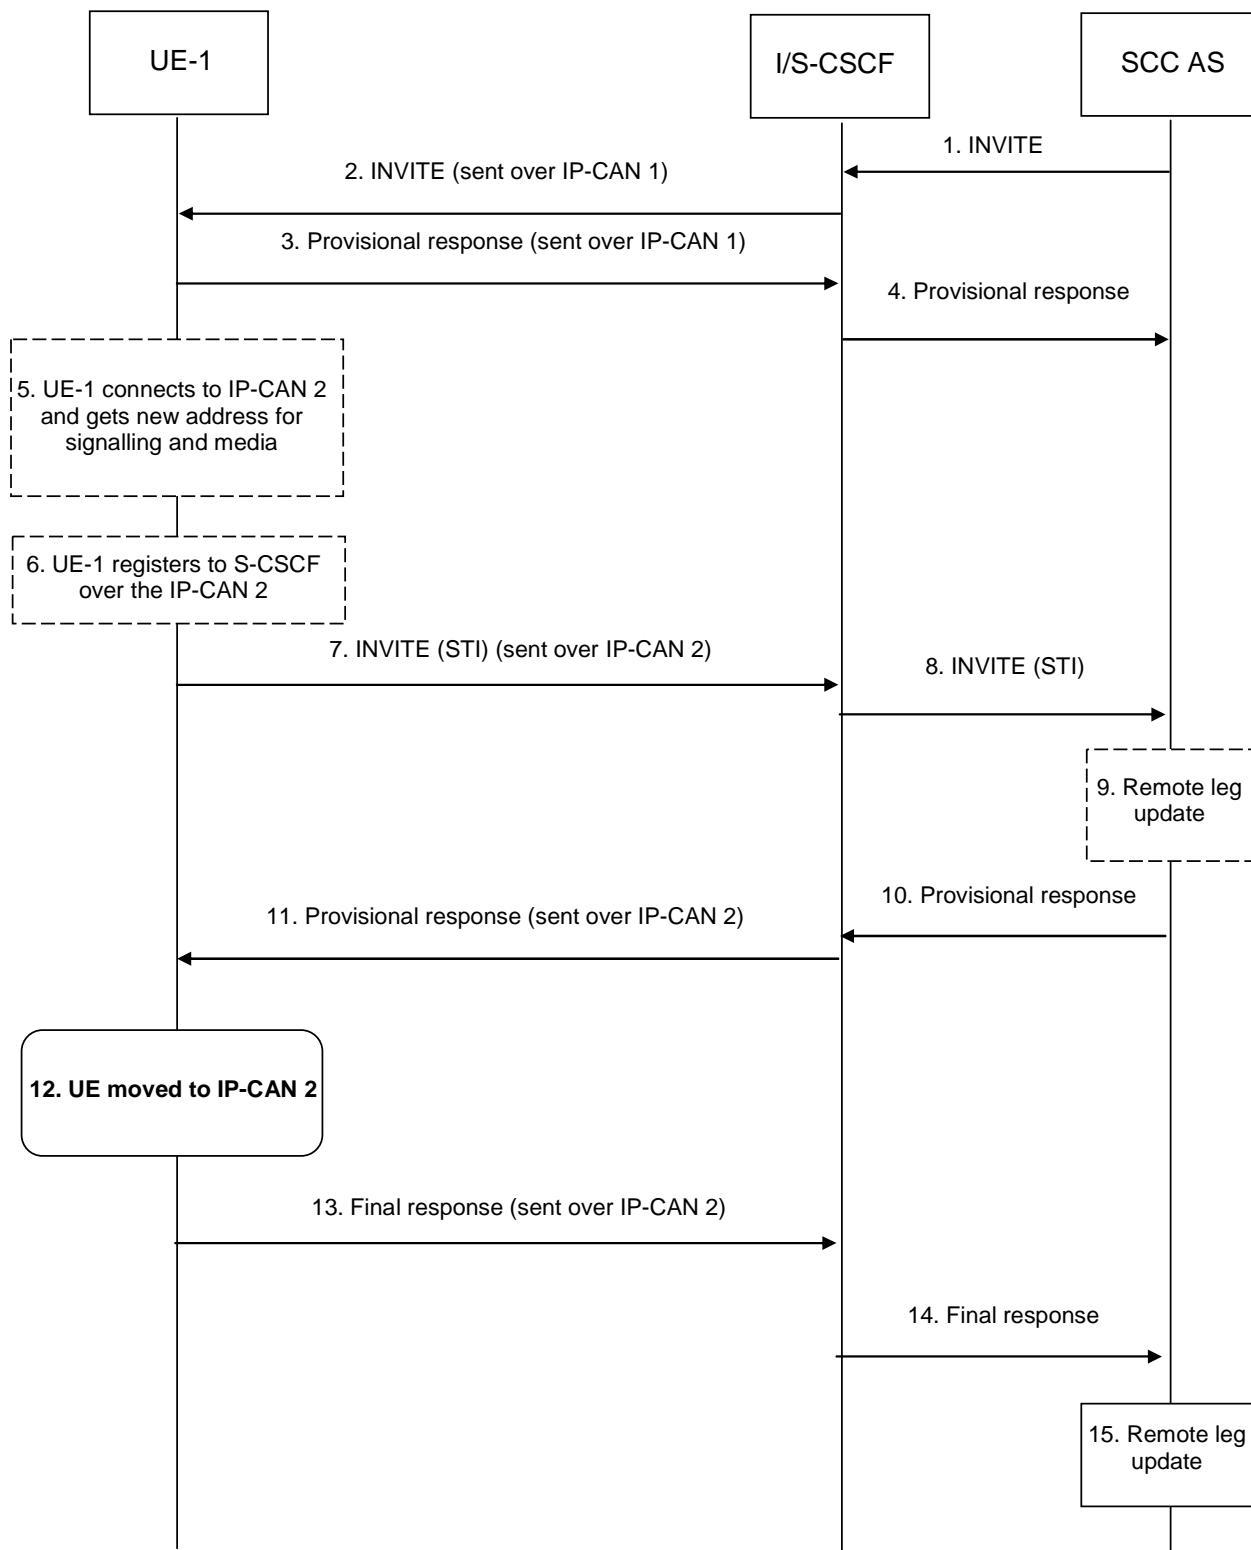 UE-1
I/S-CSCF
SCC AS
1. INVITE
2. INVITE (sent over IP-CAN 1)
3. Provisional response (sent over IP-CAN 1)
4. Provisional response
5. UE-1 connects to IP-CAN 2
and gets new address for
signalling and media
6. UE-1 registers to S-CSCF
over the IP-CAN 2
7. INVITE (STI) (sent over IP-CAN 2)
8. INVITE (STI)
9. Remote leg
update
10. Provisional response
11. Provisional response (sent over IP-CAN 2)
12. UE moved to IP-CAN 2
13. Final response (sent over IP-CAN 2)
14. Final response
15. Remote leg
update